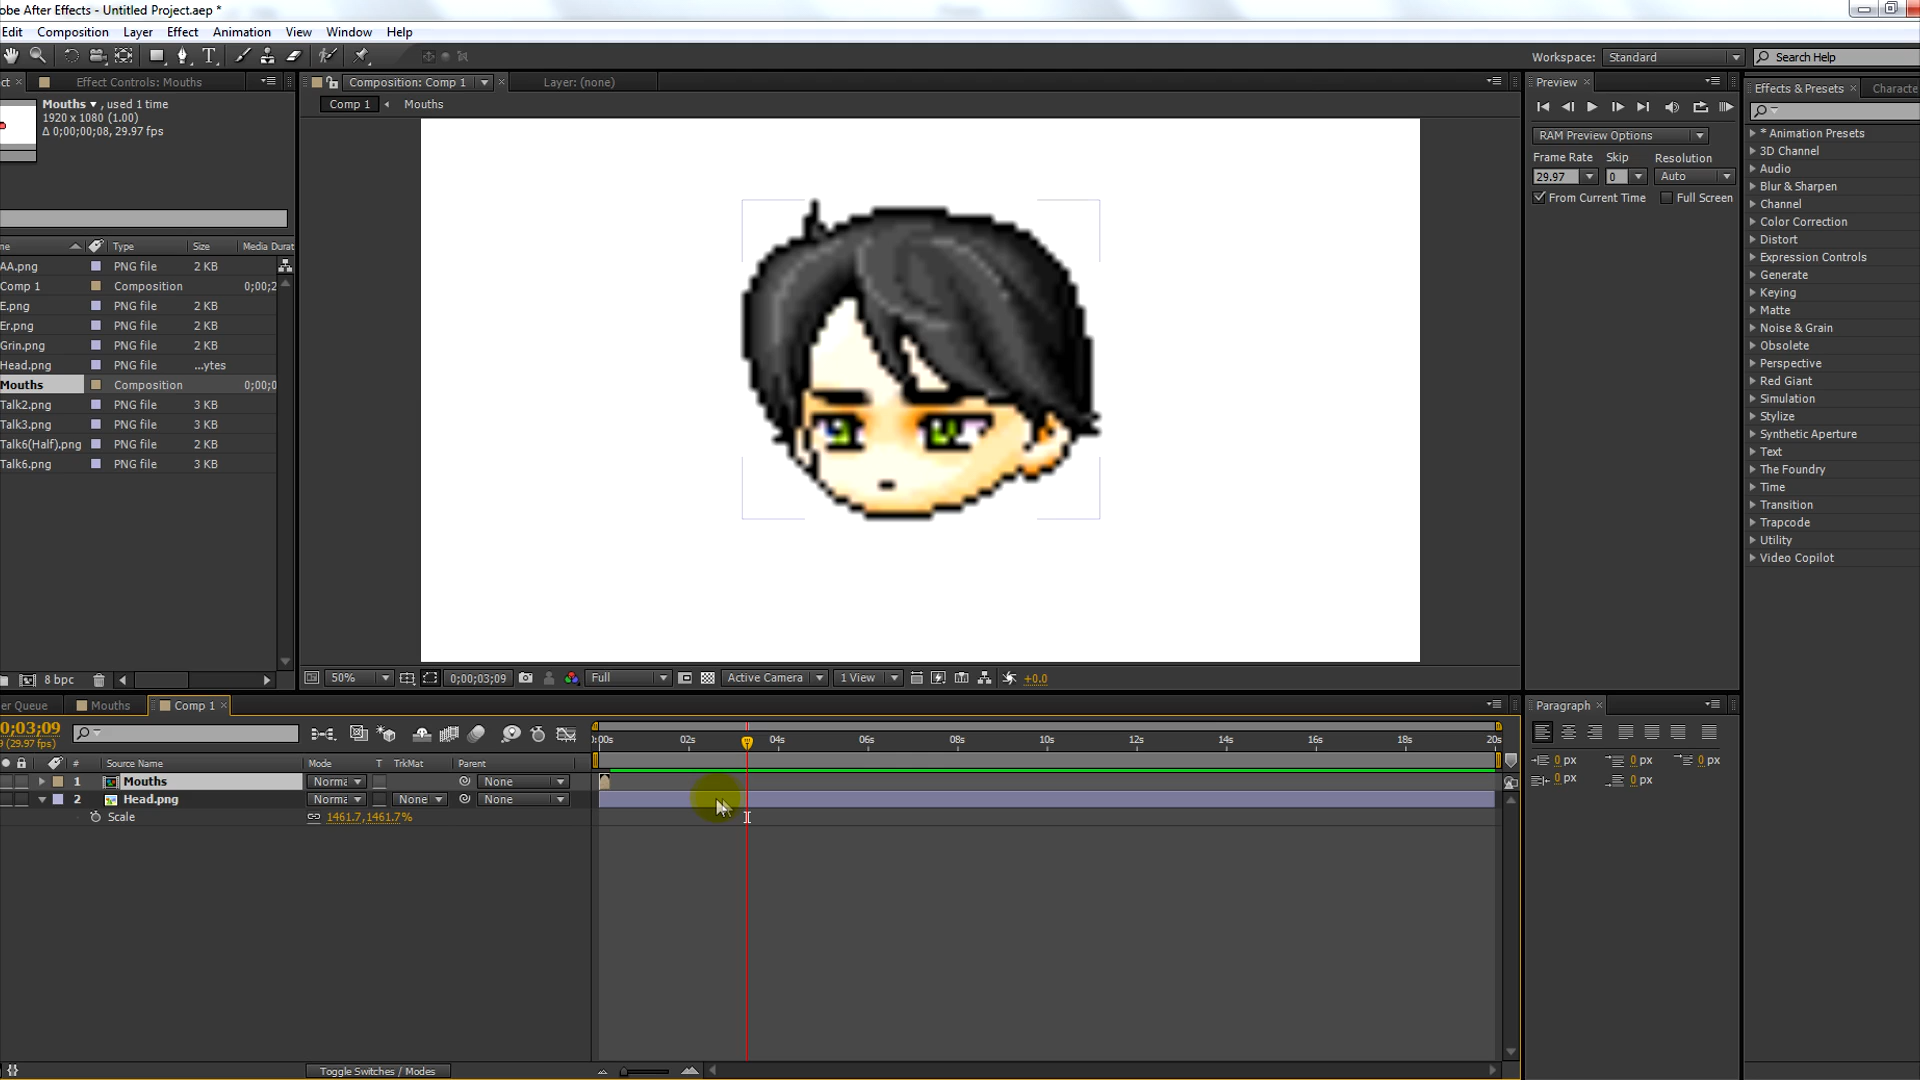 obe After Effects - Untitled Project.aep *
Edit Composition Layer Effect Animation View Window Help
Workspace: Standard Search Help
ct × Effect Controls: Mouths
Composition: Comp 1 Layer: (none)
Preview
Effects & Presets Characte
Mouths ▾ , used 1 time
1920 x 1080 (1.00)
Δ 0;00;00;08, 29.97 fps
Comp 1 Mouths
RAM Preview Options
Frame Rate Skip Resolution
29.97 0 Auto
From Current Time Full Screen
* Animation Presets
3D Channel
Audio
Blur & Sharpen
Channel
Color Correction
Distort
Expression Controls
Generate
Keying
Matte
Noise & Grain
Obsolete
Perspective
Red Giant
Simulation
Stylize
Synthetic Aperture
Text
The Foundry
Time
Transition
Trapcode
Utility
Video Copilot
ne Type Size Media Durat
AA.png PNG file 2 KB
Comp 1 Composition 0;00;2
E.png PNG file 2 KB
Er.png PNG file 2 KB
Grin.png PNG file 2 KB
Head.png PNG file ...ytes
Mouths Composition 0;00;0
Talk2.png PNG file 3 KB
Talk3.png PNG file 3 KB
Talk6(Half).png PNG file 2 KB
Talk6.png PNG file 3 KB
8 bpc
50% 0;00;03;09 Full Active Camera 1 View +0.0
er Queue Mouths Comp 1 ×
Paragraph
0;03;09
9 (29.97 fps)
:00s 02s 04s 06s 08s 10s 12s 14s 16s 18s 20s
# Source Name Mode T TrkMat Parent
1 Mouths Norma None
2 Head.png Norma None None
Scale 1461.7,1461.7%
0 px 0 px 0 px
0 px 0 px
Toggle Switches / Modes